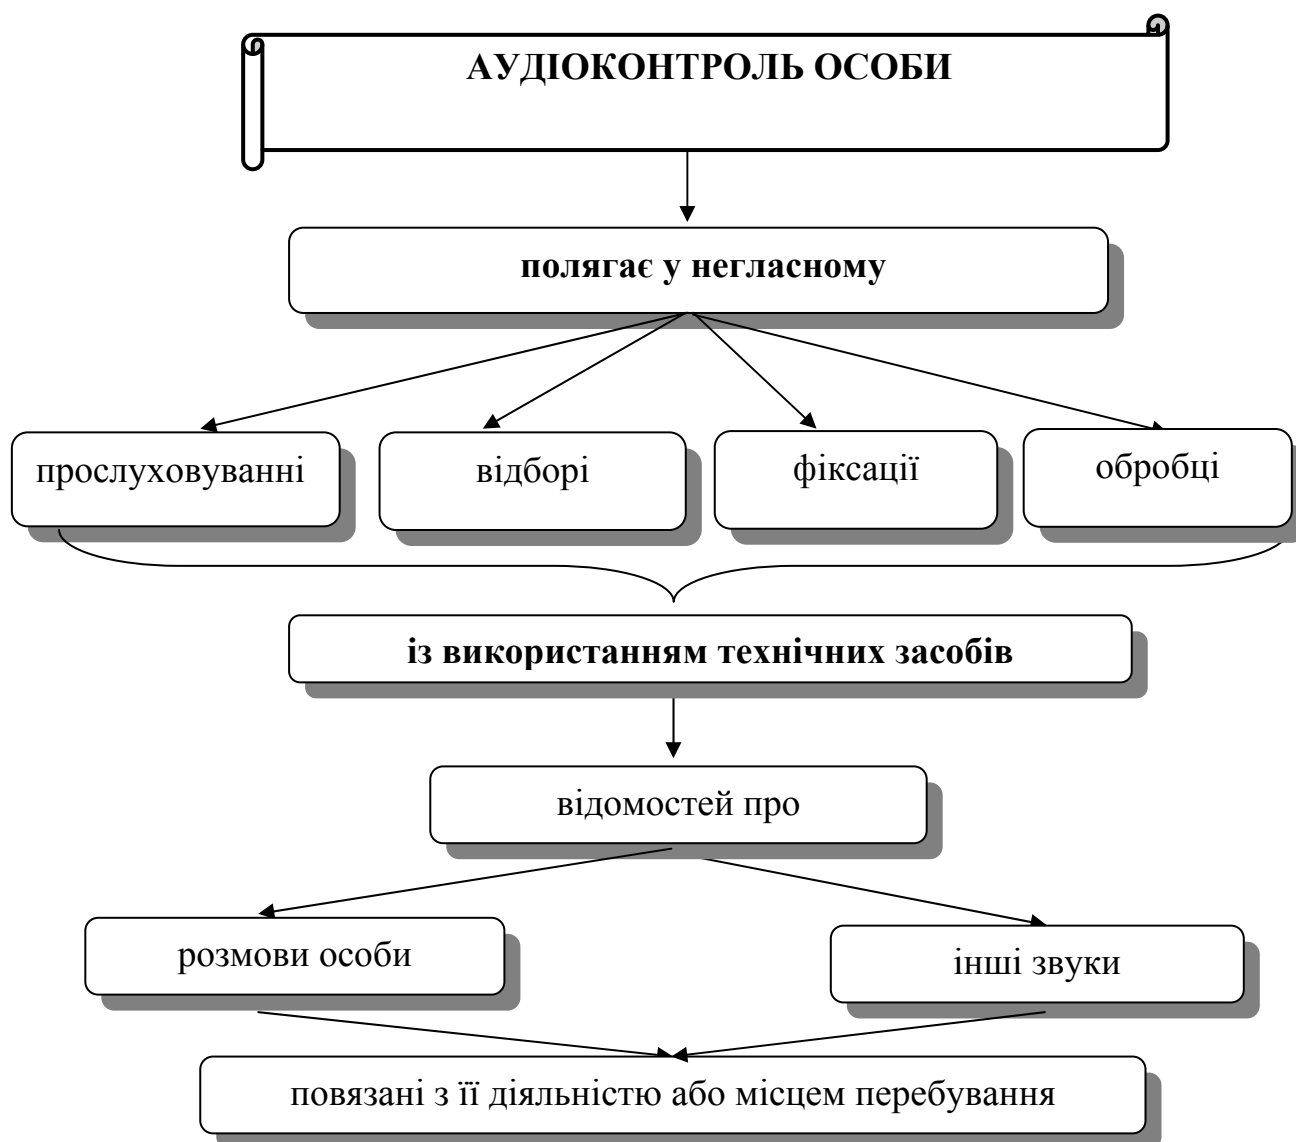 АУДІОКОНТРОЛЬ ОСОБИ
полягає у негласному
прослуховуванні
відборі
фіксації
обробці
із використанням технічних засобів
відомостей про
розмови особи
інші звуки
повязані з її діяльністю або місцем перебування